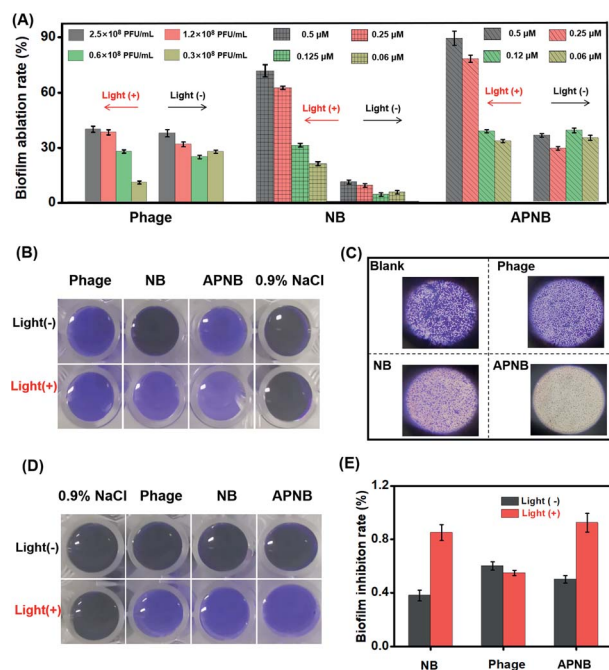 (A)
Biofilm ablation rate (%)
90
60
30
0
2.5×10⁸ PFU/mL
1.2×10⁸ PFU/mL
0.6×10⁸ PFU/mL
0.3×10⁸ PFU/mL
Light (+)
Light (-)
Phage
0.5 μM
0.25 μM
0.125 μM
0.06 μM
Light (+)
Light (-)
NB
0.5 μM
0.25 μM
0.12 μM
0.06 μM
Light (+)
Light (-)
APNB
(B)
Phage NB APNB 0.9% NaCl
Light(-)
Light(+)
(C)
Blank
Phage
NB
APNB
(D)
0.9% NaCl Phage NB APNB
Light(-)
Light(+)
(E)
Biofilm inhibiton rate (%)
1.2
0.8
0.4
0.0
Light (-)
Light (+)
NB Phage APNB